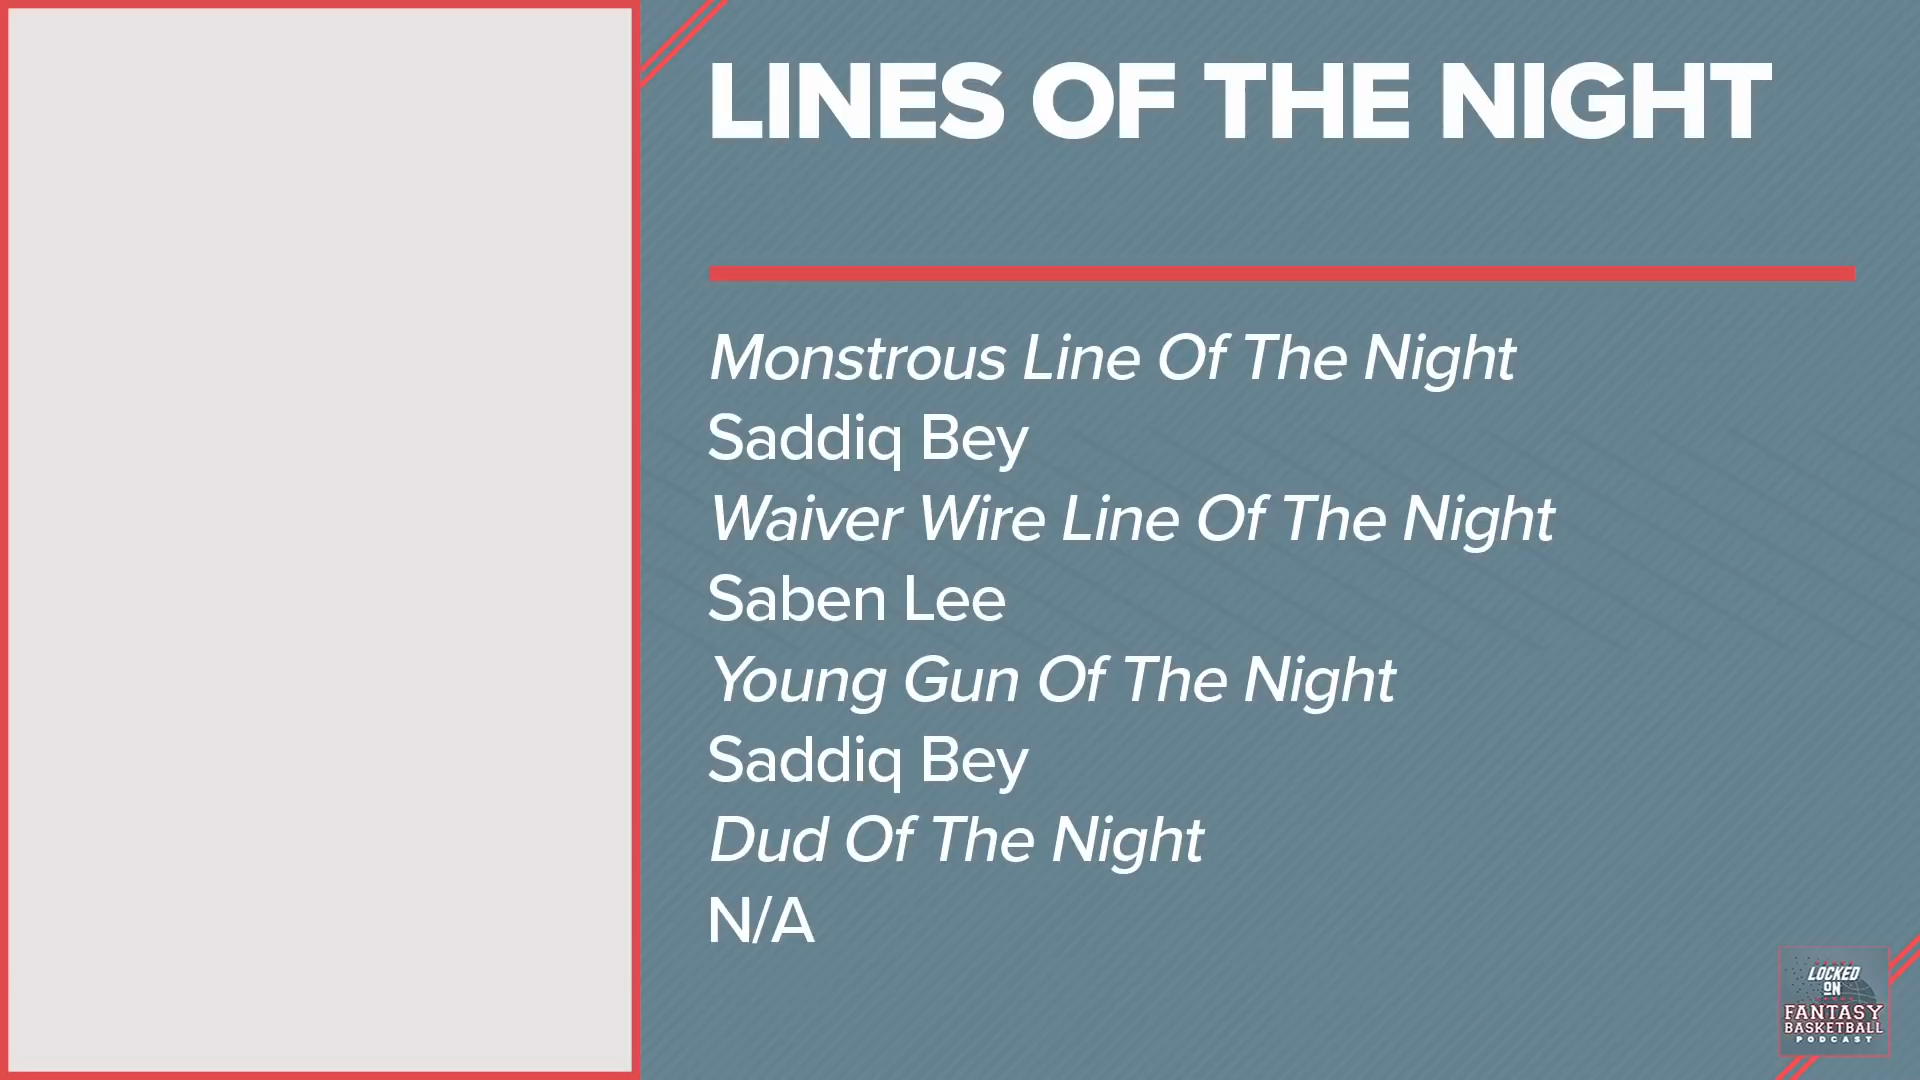 LINES OF THE NIGHT
Monstrous Line Of The Night
Saddiq Bey
Waiver Wire Line Of The Night
Saben Lee
Young Gun Of The Night
Saddiq Bey
Dud Of The Night
N/A
LOCKED
ON
FANTASY
BASKETBALL
PODCAST